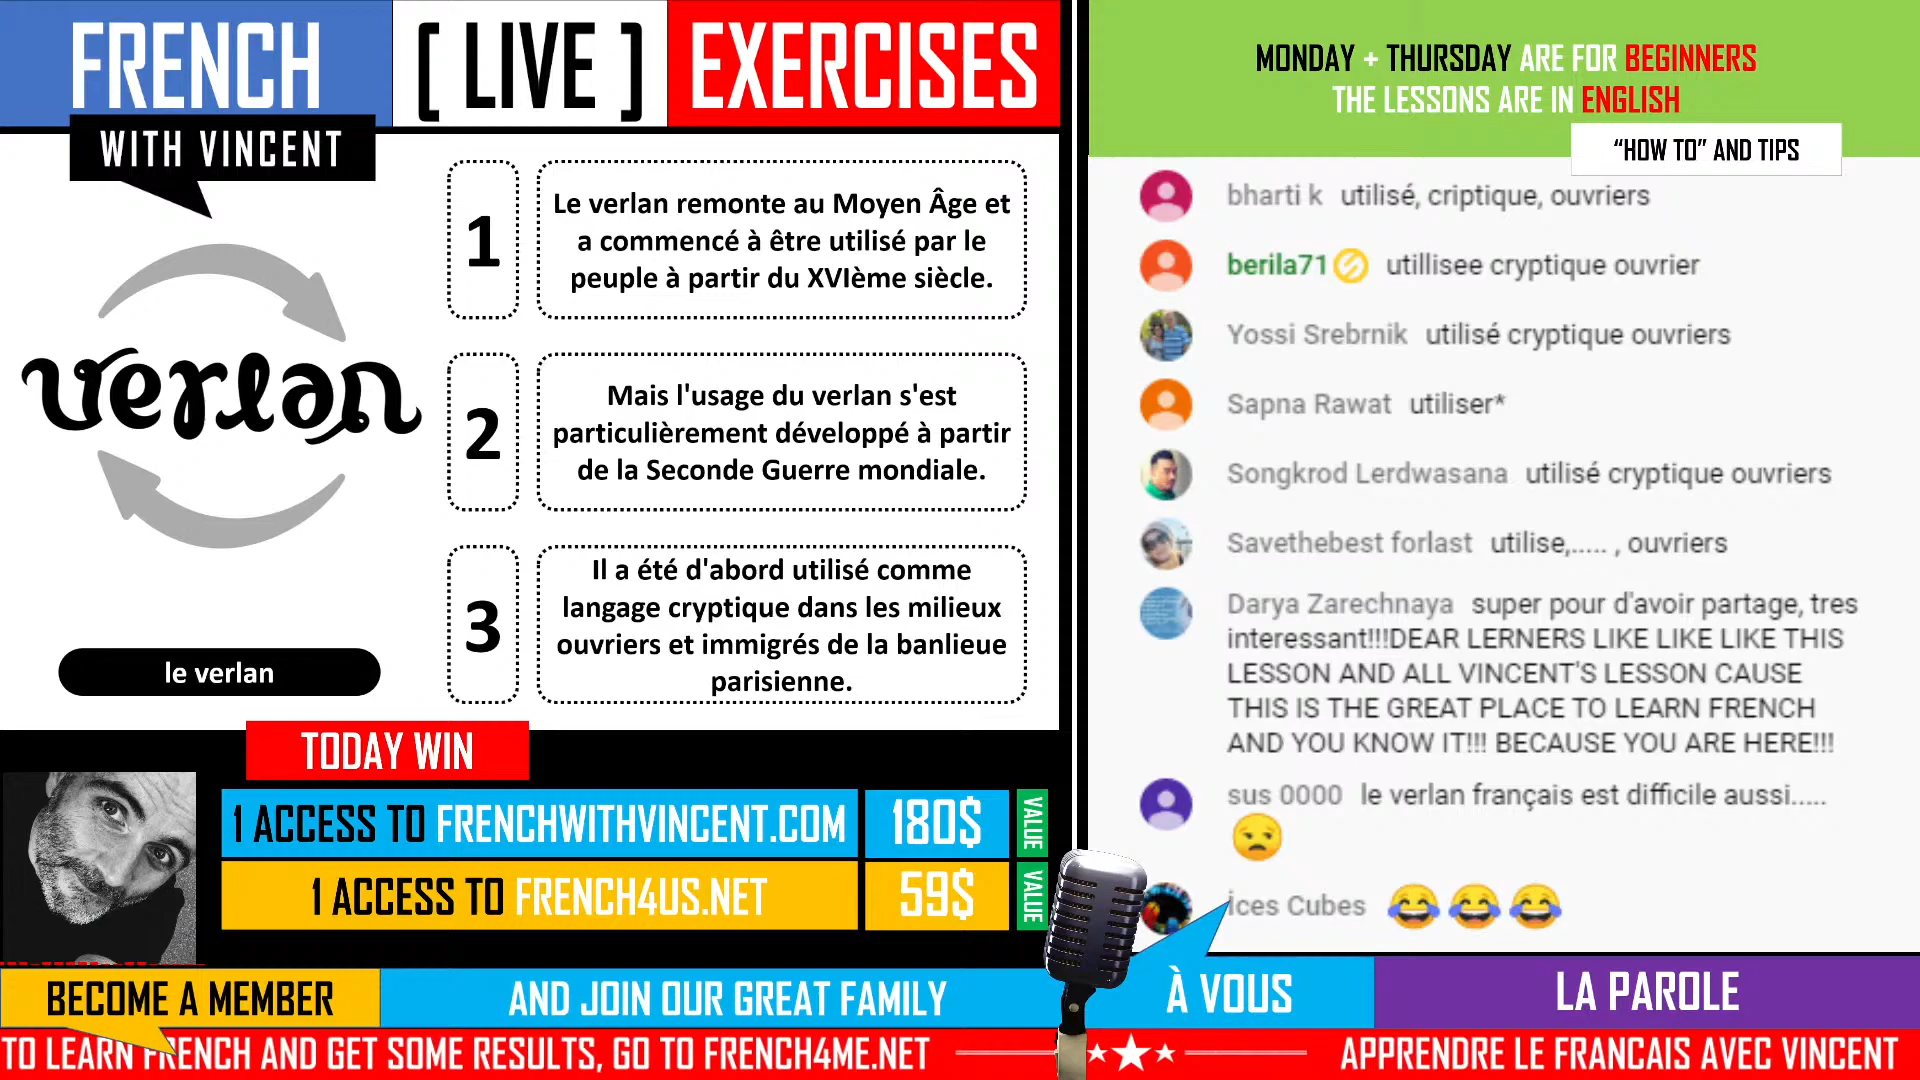 FRENCH [ LIVE ] EXERCISES
WITH VINCENT
verlan
le verlan
1
Le verlan remonte au Moyen Âge et
a commencé à être utilisé par le
peuple à partir du XVIème siècle.
2
Mais l'usage du verlan s'est
particulièrement développé à partir
de la Seconde Guerre mondiale.
3
Il a été d'abord utilisé comme
langage cryptique dans les milieux
ouvriers et immigrés de la banlieue
parisienne.
TODAY WIN
1 ACCESS TO FRENCHWITHVINCENT.COM 180$ VALUE
1 ACCESS TO FRENCH4US.NET 59$ VALUE
BECOME A MEMBER AND JOIN OUR GREAT FAMILY
MONDAY + THURSDAY ARE FOR BEGINNERS
THE LESSONS ARE IN ENGLISH
“HOW TO” AND TIPS
bharti k utilisé, criptique, ouvriers
berila71 utillisee cryptique ouvrier
Yossi Srebrnik utilisé cryptique ouvriers
Sapna Rawat utiliser*
Songkrod Lerdwasana utilisé cryptique ouvriers
Savethebest forlast utilise,..... , ouvriers
Darya Zarechnaya super pour d'avoir partage, tres
interessant!!!DEAR LERNERS LIKE LIKE LIKE THIS
LESSON AND ALL VINCENT'S LESSON CAUSE
THIS IS THE GREAT PLACE TO LEARN FRENCH
AND YOU KNOW IT!!! BECAUSE YOU ARE HERE!!!
sus 0000 le verlan français est difficile aussi.....
😒
ices Cubes 😂 😂 😂
À VOUS LA PAROLE
TO LEARN FRENCH AND GET SOME RESULTS, GO TO FRENCH4ME.NET
APPRENDRE LE FRANCAIS AVEC VINCENT